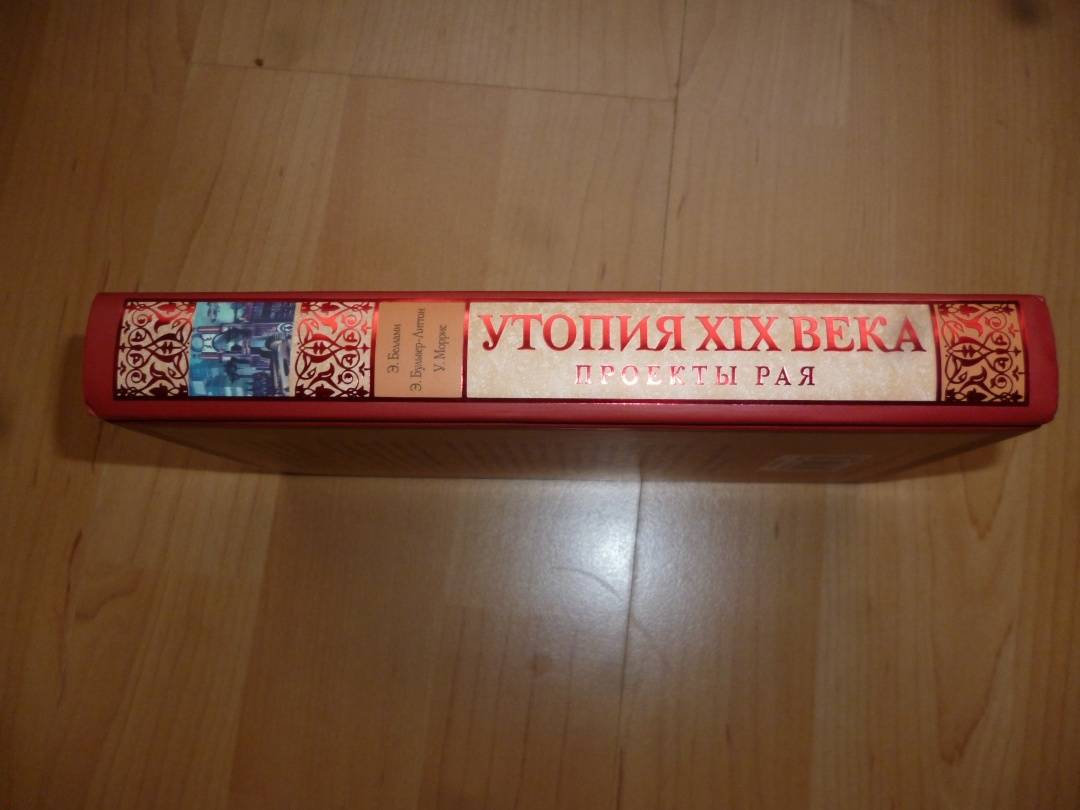 Э. Беллами
Э. Бульвер-Литтон
У. Моррис
УТОПИЯ XIX ВЕКА
ПРОЕКТЫ РАЯ